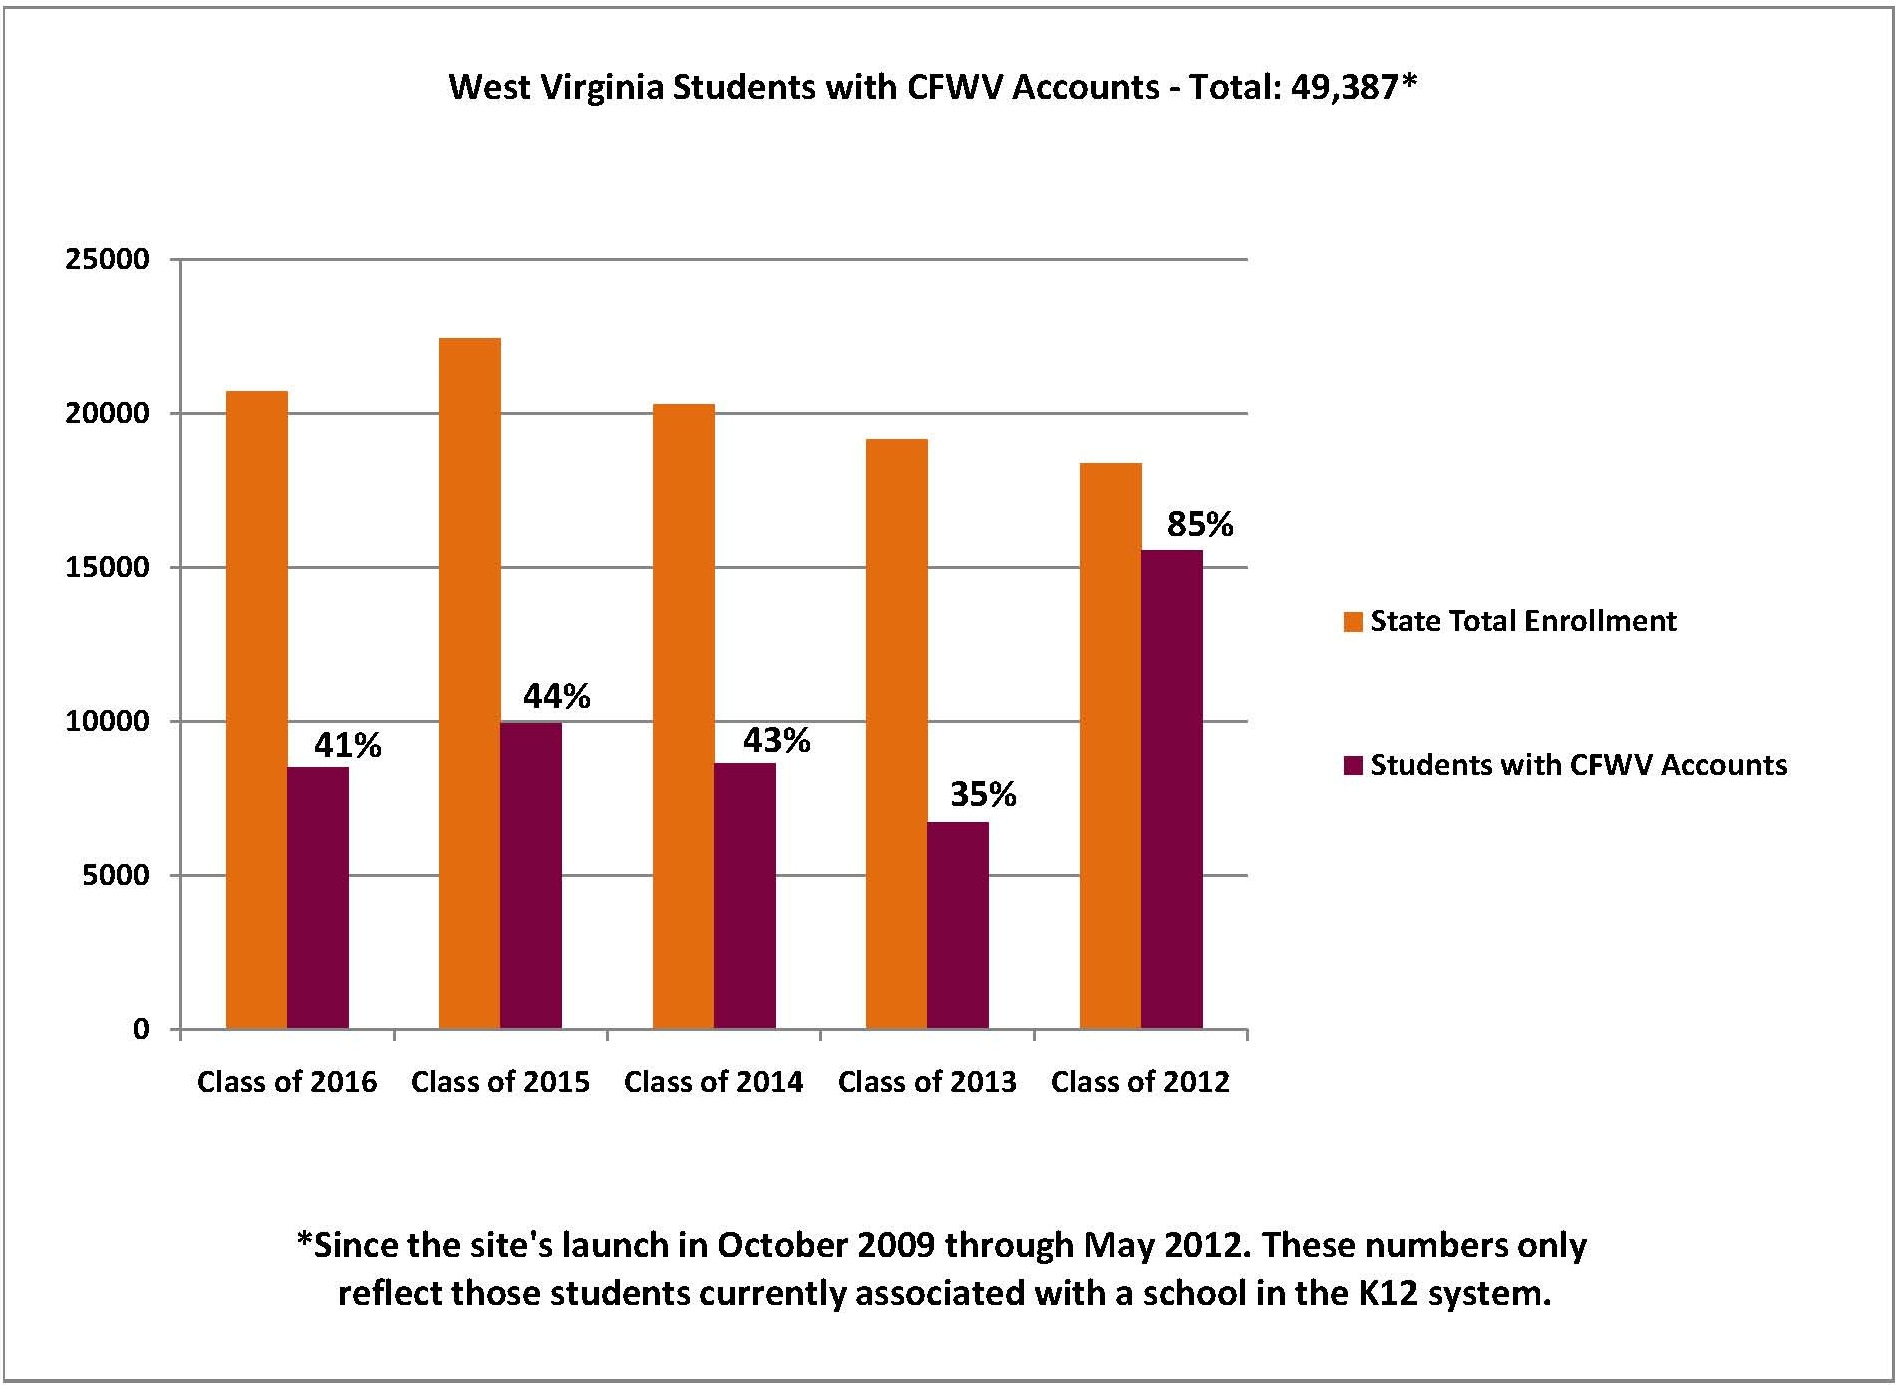 West Virginia Students with CFWV Accounts - Total: 49,387*
25000
20000
15000
10000
5000
0
41%
44%
43%
35%
85%
Class of 2016
Class of 2015
Class of 2014
Class of 2013
Class of 2012
State Total Enrollment
Students with CFWV Accounts
*Since the site's launch in October 2009 through May 2012. These numbers only
reflect those students currently associated with a school in the K12 system.